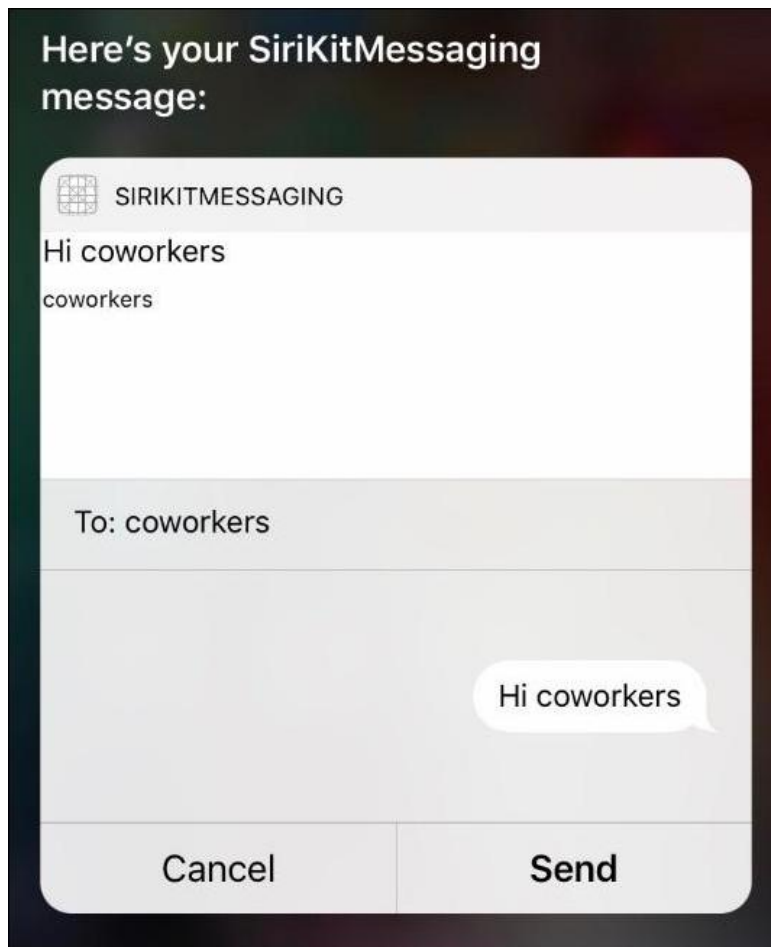 Here's your SiriKitMessaging
message:
SIRIKITMESSAGING
Hi coworkers
coworkers
To: coworkers
Hi coworkers
Cancel
Send